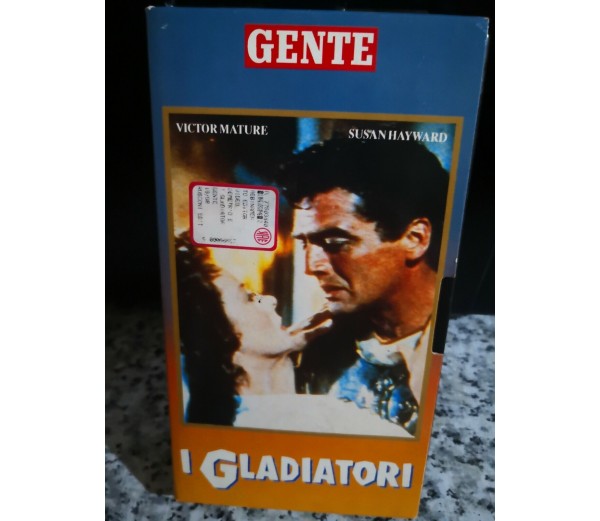 GENTE
VICTOR MATURE
SUSAN HAYWARD
I GLADIATORI